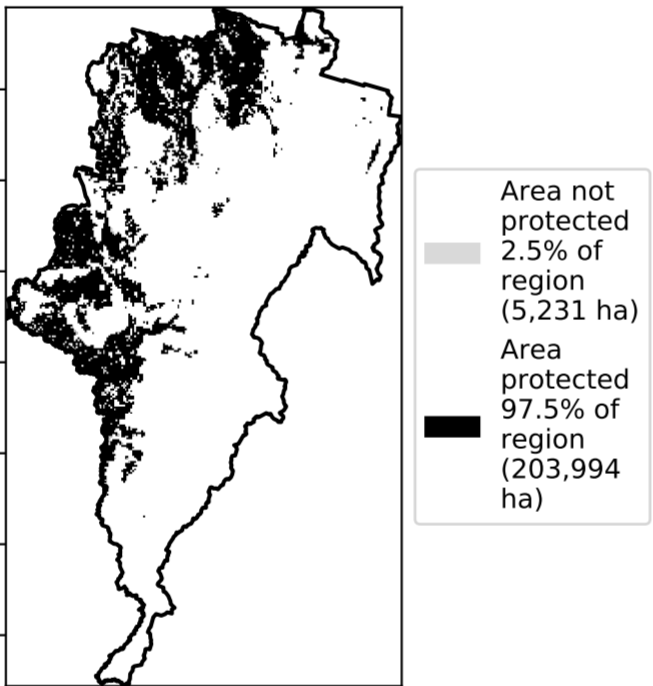 Area not
protected
2.5% of
region
(5,231 ha)
Area
protected
97.5% of
region
(203,994
ha)